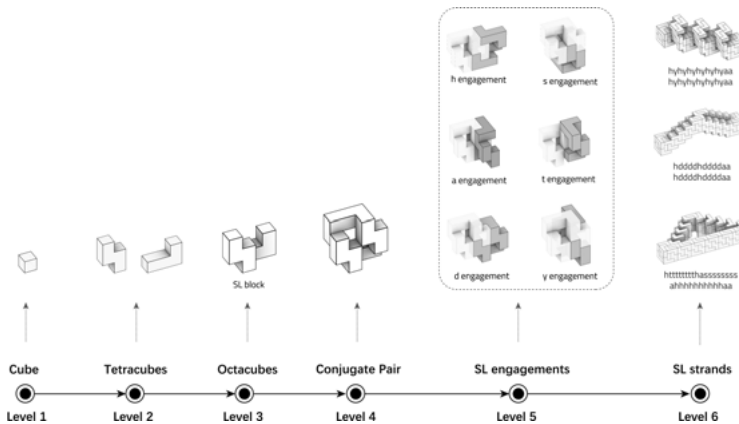 h engagement
s engagement
hyhyhyhyhyhyaa
hyhyhyhyhyhyaa
a engagement
t engagement
hddddhddddaa
hddddhddddaa
SL block
d engagement
y engagement
httttttttthassssssss
ahhhhhhhhhhaa
Cube
Tetracubes
Octacubes
Conjugate Pair
SL engagements
SL strands
Level 1
Level 2
Level 3
Level 4
Level 5
Level 6